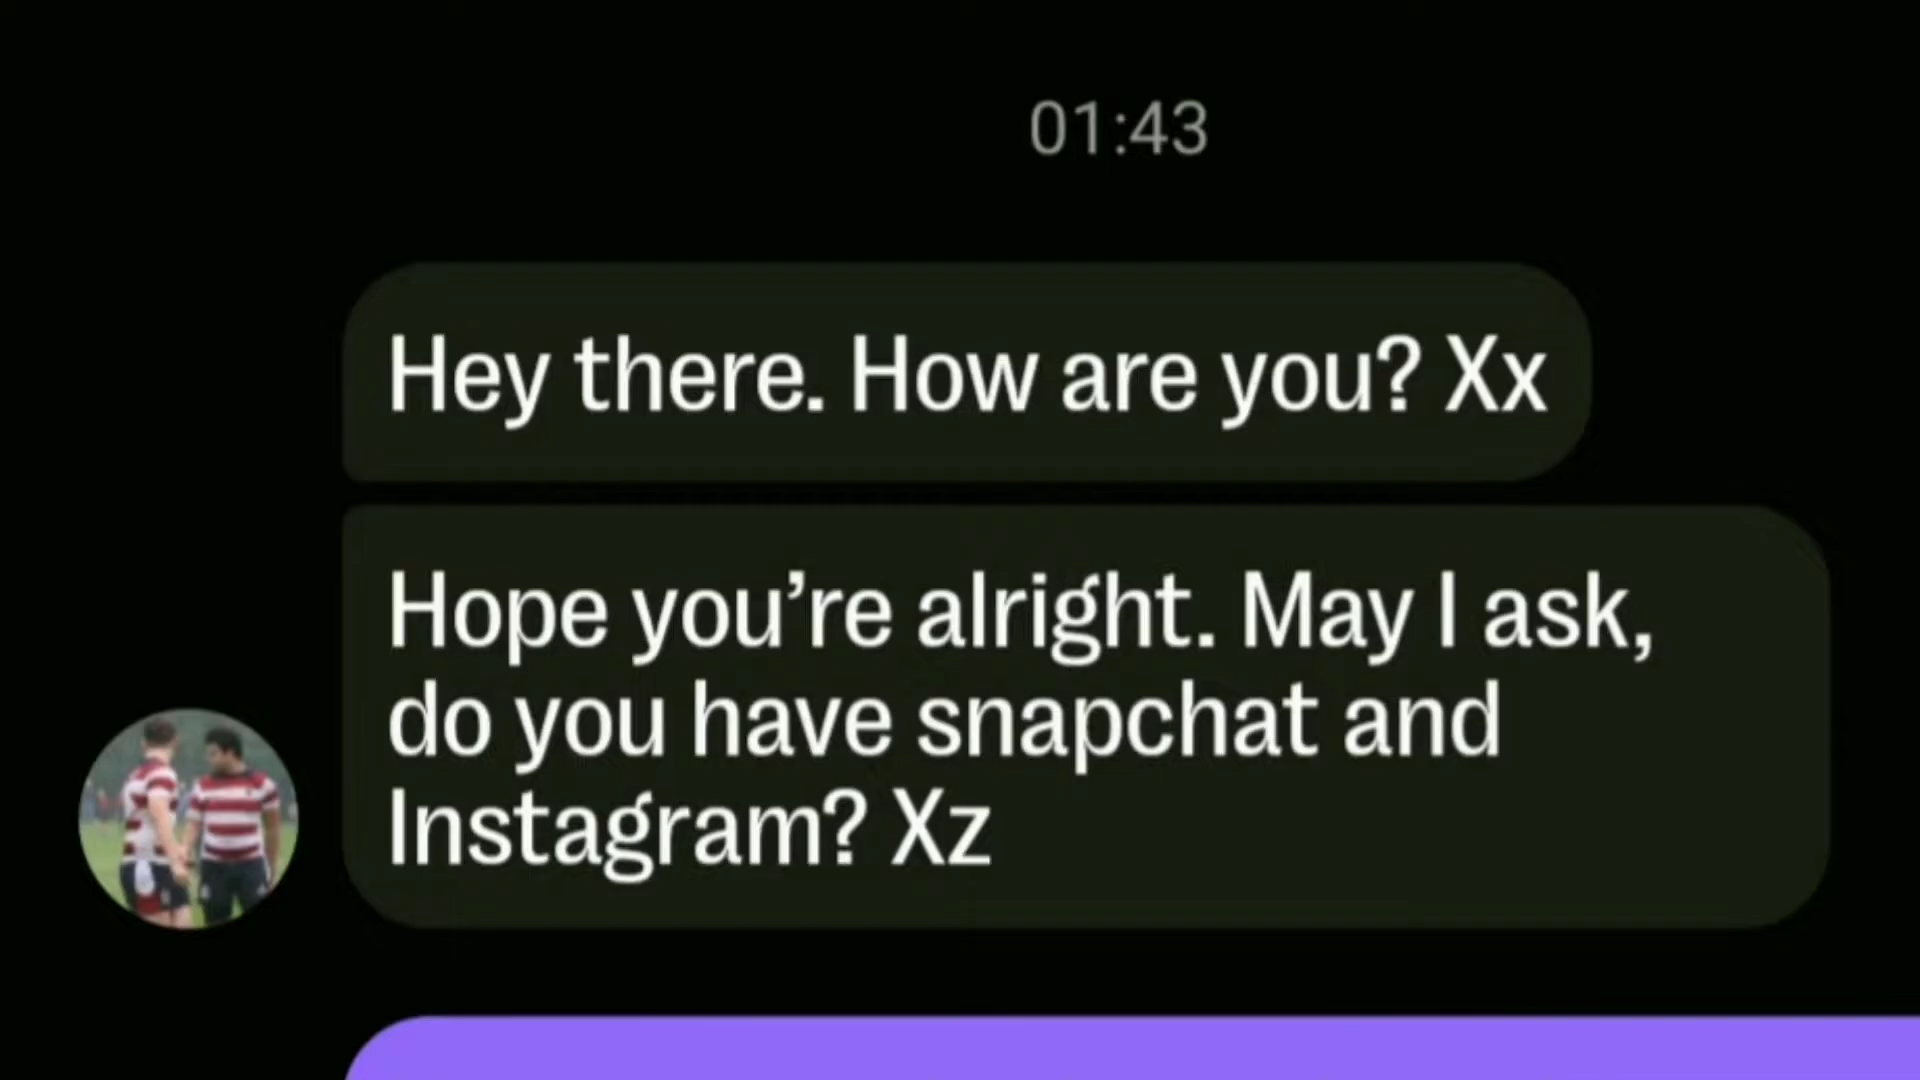 01:43
Hey there. How are you? Xx
Hope you’re alright. May I ask,
do you have snapchat and
Instagram? Xz